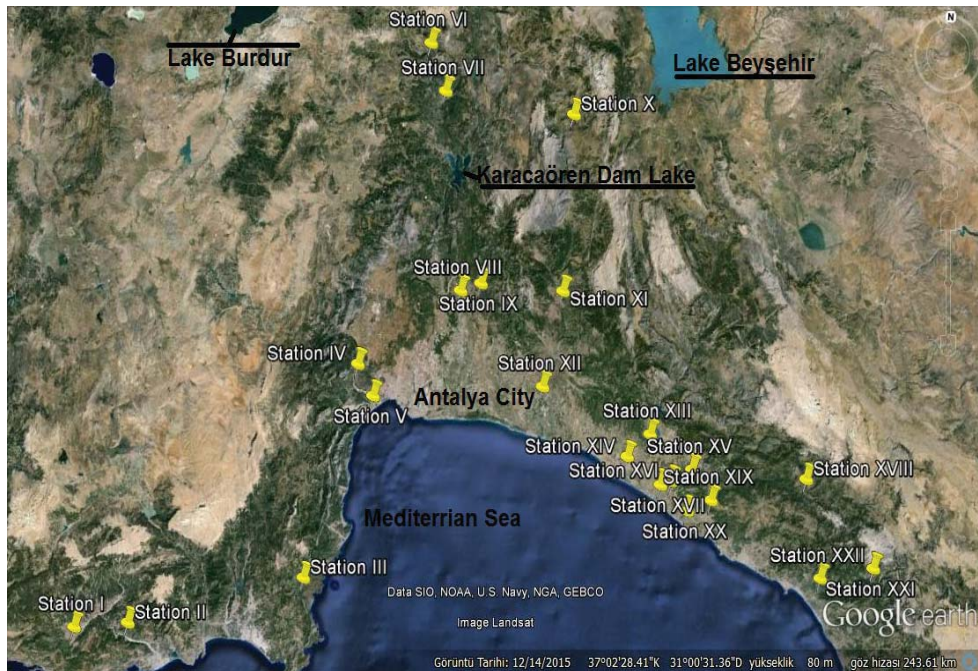 Station VI
N
Lake Burdur
Station VII
Lake Beyşehir
Station X
Karacaören Dam Lake
Station VIII
Station IX
Station XI
Station IV
Station XII
Antalya City
Station V
Station XIII
Station XIV
Station XV
Station XVI
Station XIX
Station XVIII
Station XVII
Mediterrian Sea
Station XX
Station XXII
Station III
Station XXI
Data SIO, NOAA, U.S. Navy, NGA, GEBCO
Station I
Station II
Google earth
Image Landsat
Görüntü Tarihi: 12/14/2015 37°02'28.41"K 31°00'31.36"D yükseklik 80 m göz hizası 243.61 km